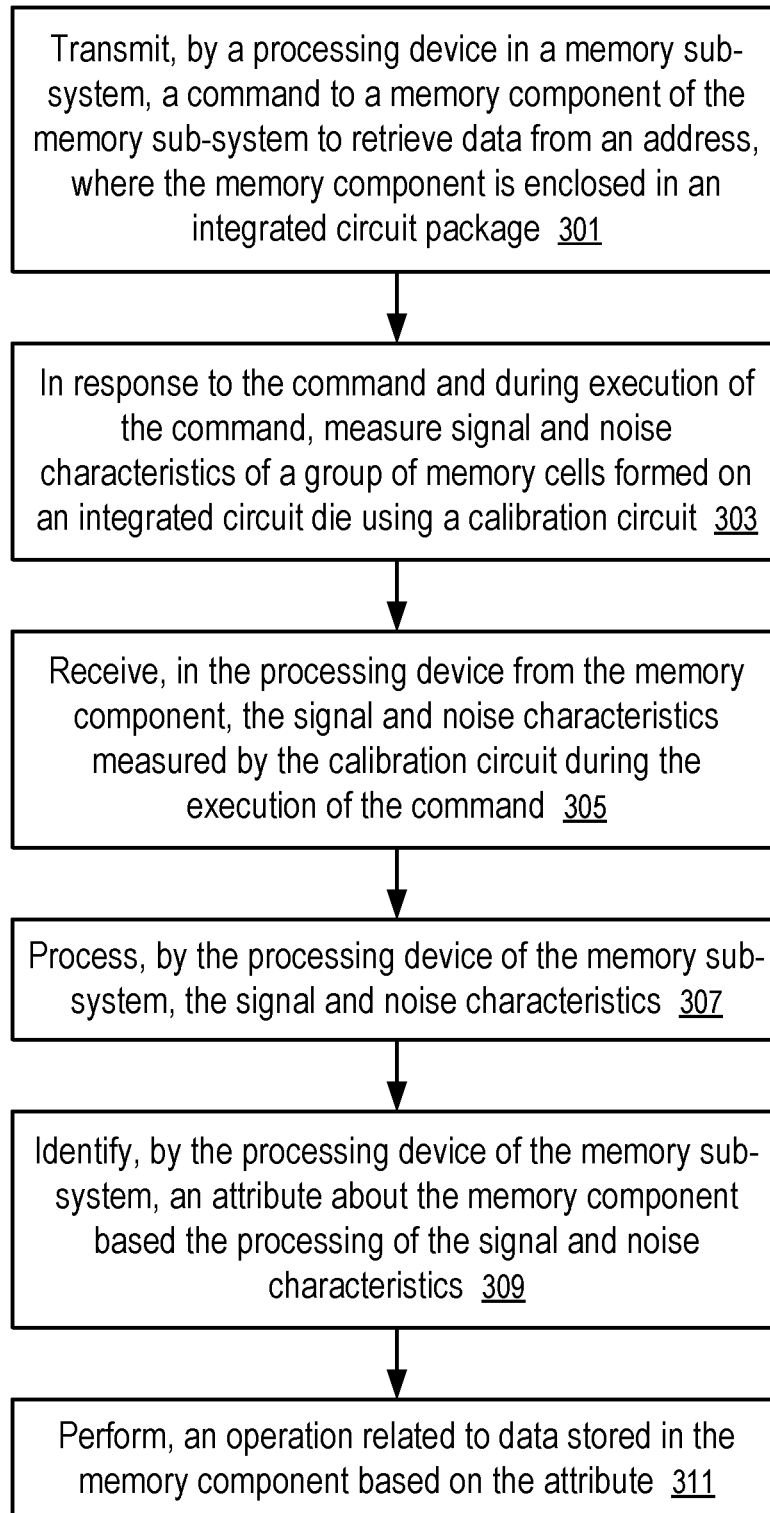 Transmit, by a processing device in a memory sub-
system, a command to a memory component of the
memory sub-system to retrieve data from an address,
where the memory component is enclosed in an
integrated circuit package 301
In response to the command and during execution of
the command, measure signal and noise
characteristics of a group of memory cells formed on
an integrated circuit die using a calibration circuit 303
Receive, in the processing device from the memory
component, the signal and noise characteristics
measured by the calibration circuit during the
execution of the command 305
Process, by the processing device of the memory sub-
system, the signal and noise characteristics 307
Identify, by the processing device of the memory sub-
system, an attribute about the memory component
based the processing of the signal and noise
characteristics 309
Perform, an operation related to data stored in the
memory component based on the attribute 311